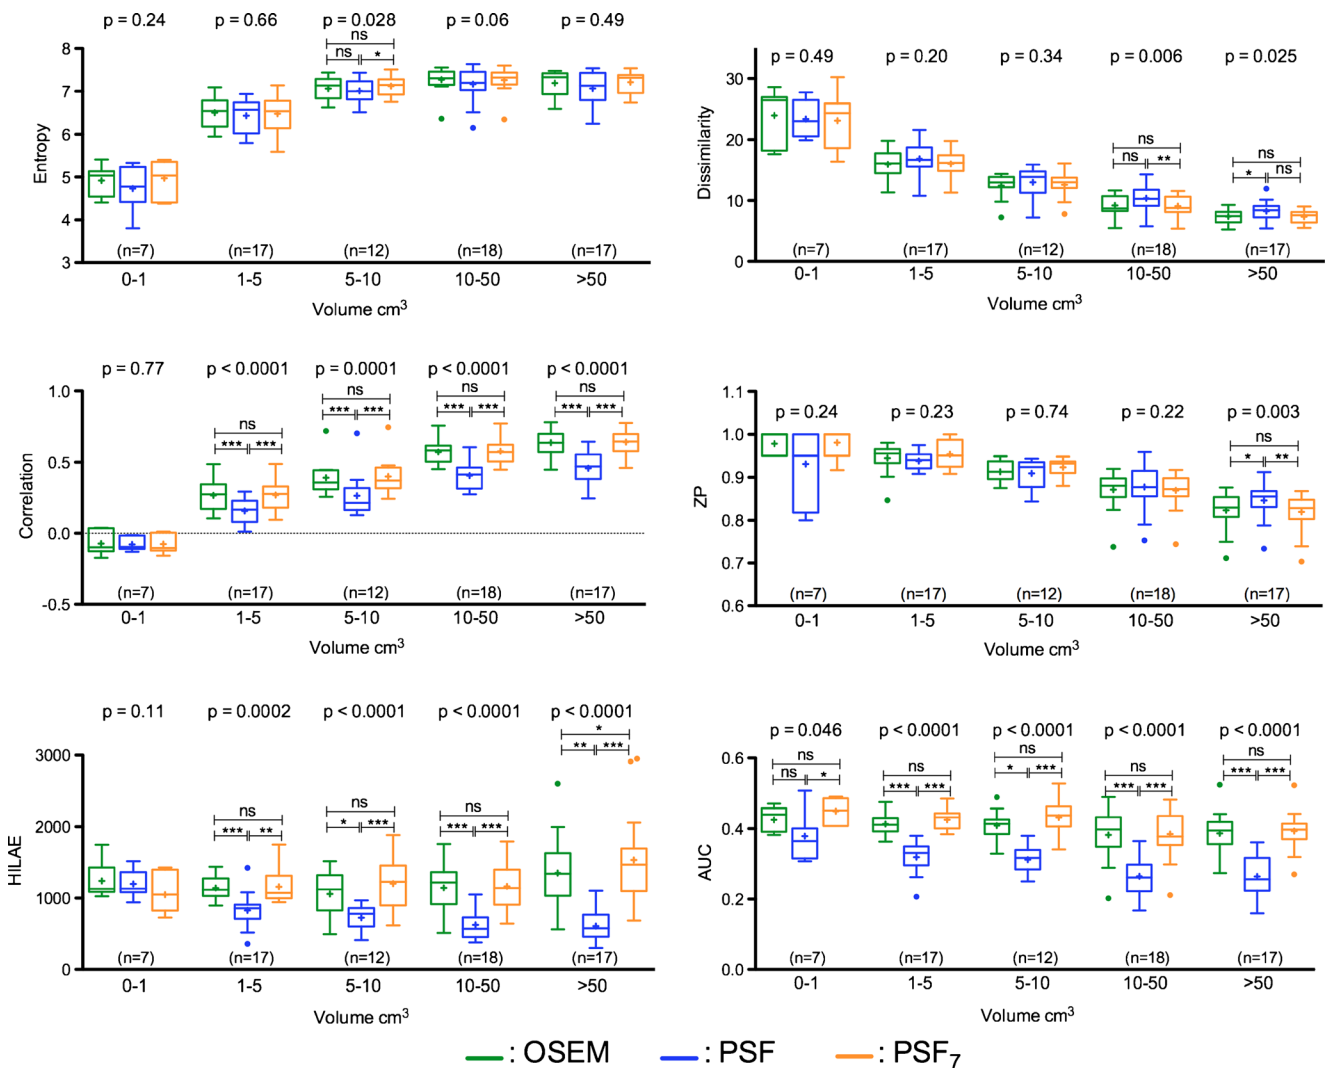 p = 0.24 p = 0.66 p = 0.028 p = 0.06 p = 0.49
ns
ns *
8
7
6
5
4
3
Entropy
(n=7) (n=17) (n=12) (n=18) (n=17)
0-1 1-5 5-10 10-50 >50
Volume cm3
p = 0.49 p = 0.20 p = 0.34 p = 0.006 p = 0.025
ns ns
ns ** * ns
30
20
10
0
Dissimilarity
(n=7) (n=17) (n=12) (n=18) (n=17)
0-1 1-5 5-10 10-50 >50
Volume cm3
p = 0.77 p < 0.0001 p = 0.0001 p < 0.0001 p < 0.0001
ns ns ns ns
*** *** *** *** *** *** *** ***
1.0
0.5
0.0
-0.5
Correlation
(n=7) (n=17) (n=12) (n=18) (n=17)
0-1 1-5 5-10 10-50 >50
Volume cm3
p = 0.24 p = 0.23 p = 0.74 p = 0.22 p = 0.003
ns
* **
1.1
1.0
0.9
0.8
0.7
0.6
ZP
(n=7) (n=17) (n=12) (n=18) (n=17)
0-1 1-5 5-10 10-50 >50
Volume cm3
p = 0.11 p = 0.0002 p < 0.0001 p < 0.0001 p < 0.0001
ns ns ns *
*** ** * *** *** *** ** ***
3000
2000
1000
0
HILAE
(n=7) (n=17) (n=12) (n=18) (n=17)
0-1 1-5 5-10 10-50 >50
Volume cm3
p = 0.046 p < 0.0001 p < 0.0001 p < 0.0001 p < 0.0001
ns ns ns ns ns
ns * *** *** * *** *** *** *** ***
0.6
0.4
0.2
0.0
AUC
(n=7) (n=17) (n=12) (n=18) (n=17)
0-1 1-5 5-10 10-50 >50
Volume cm3
: OSEM : PSF : PSF7